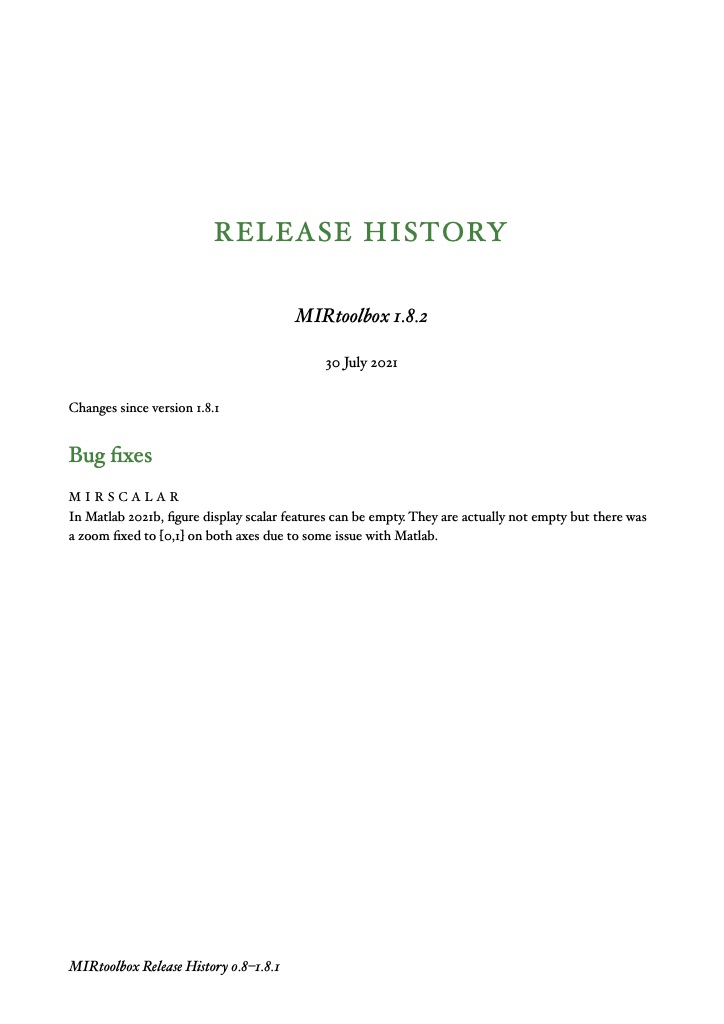 RELEASE HISTORY
MIRtoolbox 1.8.2
30 July 2021
Changes since version 1.8.1
Bug fixes
MIRSCALAR
In Matlab 2021b, figure display scalar features can be empty. They are actually not empty but there was
a zoom fixed to [0,1] on both axes due to some issue with Matlab.
MIRtoolbox Release History 0.8–1.8.1